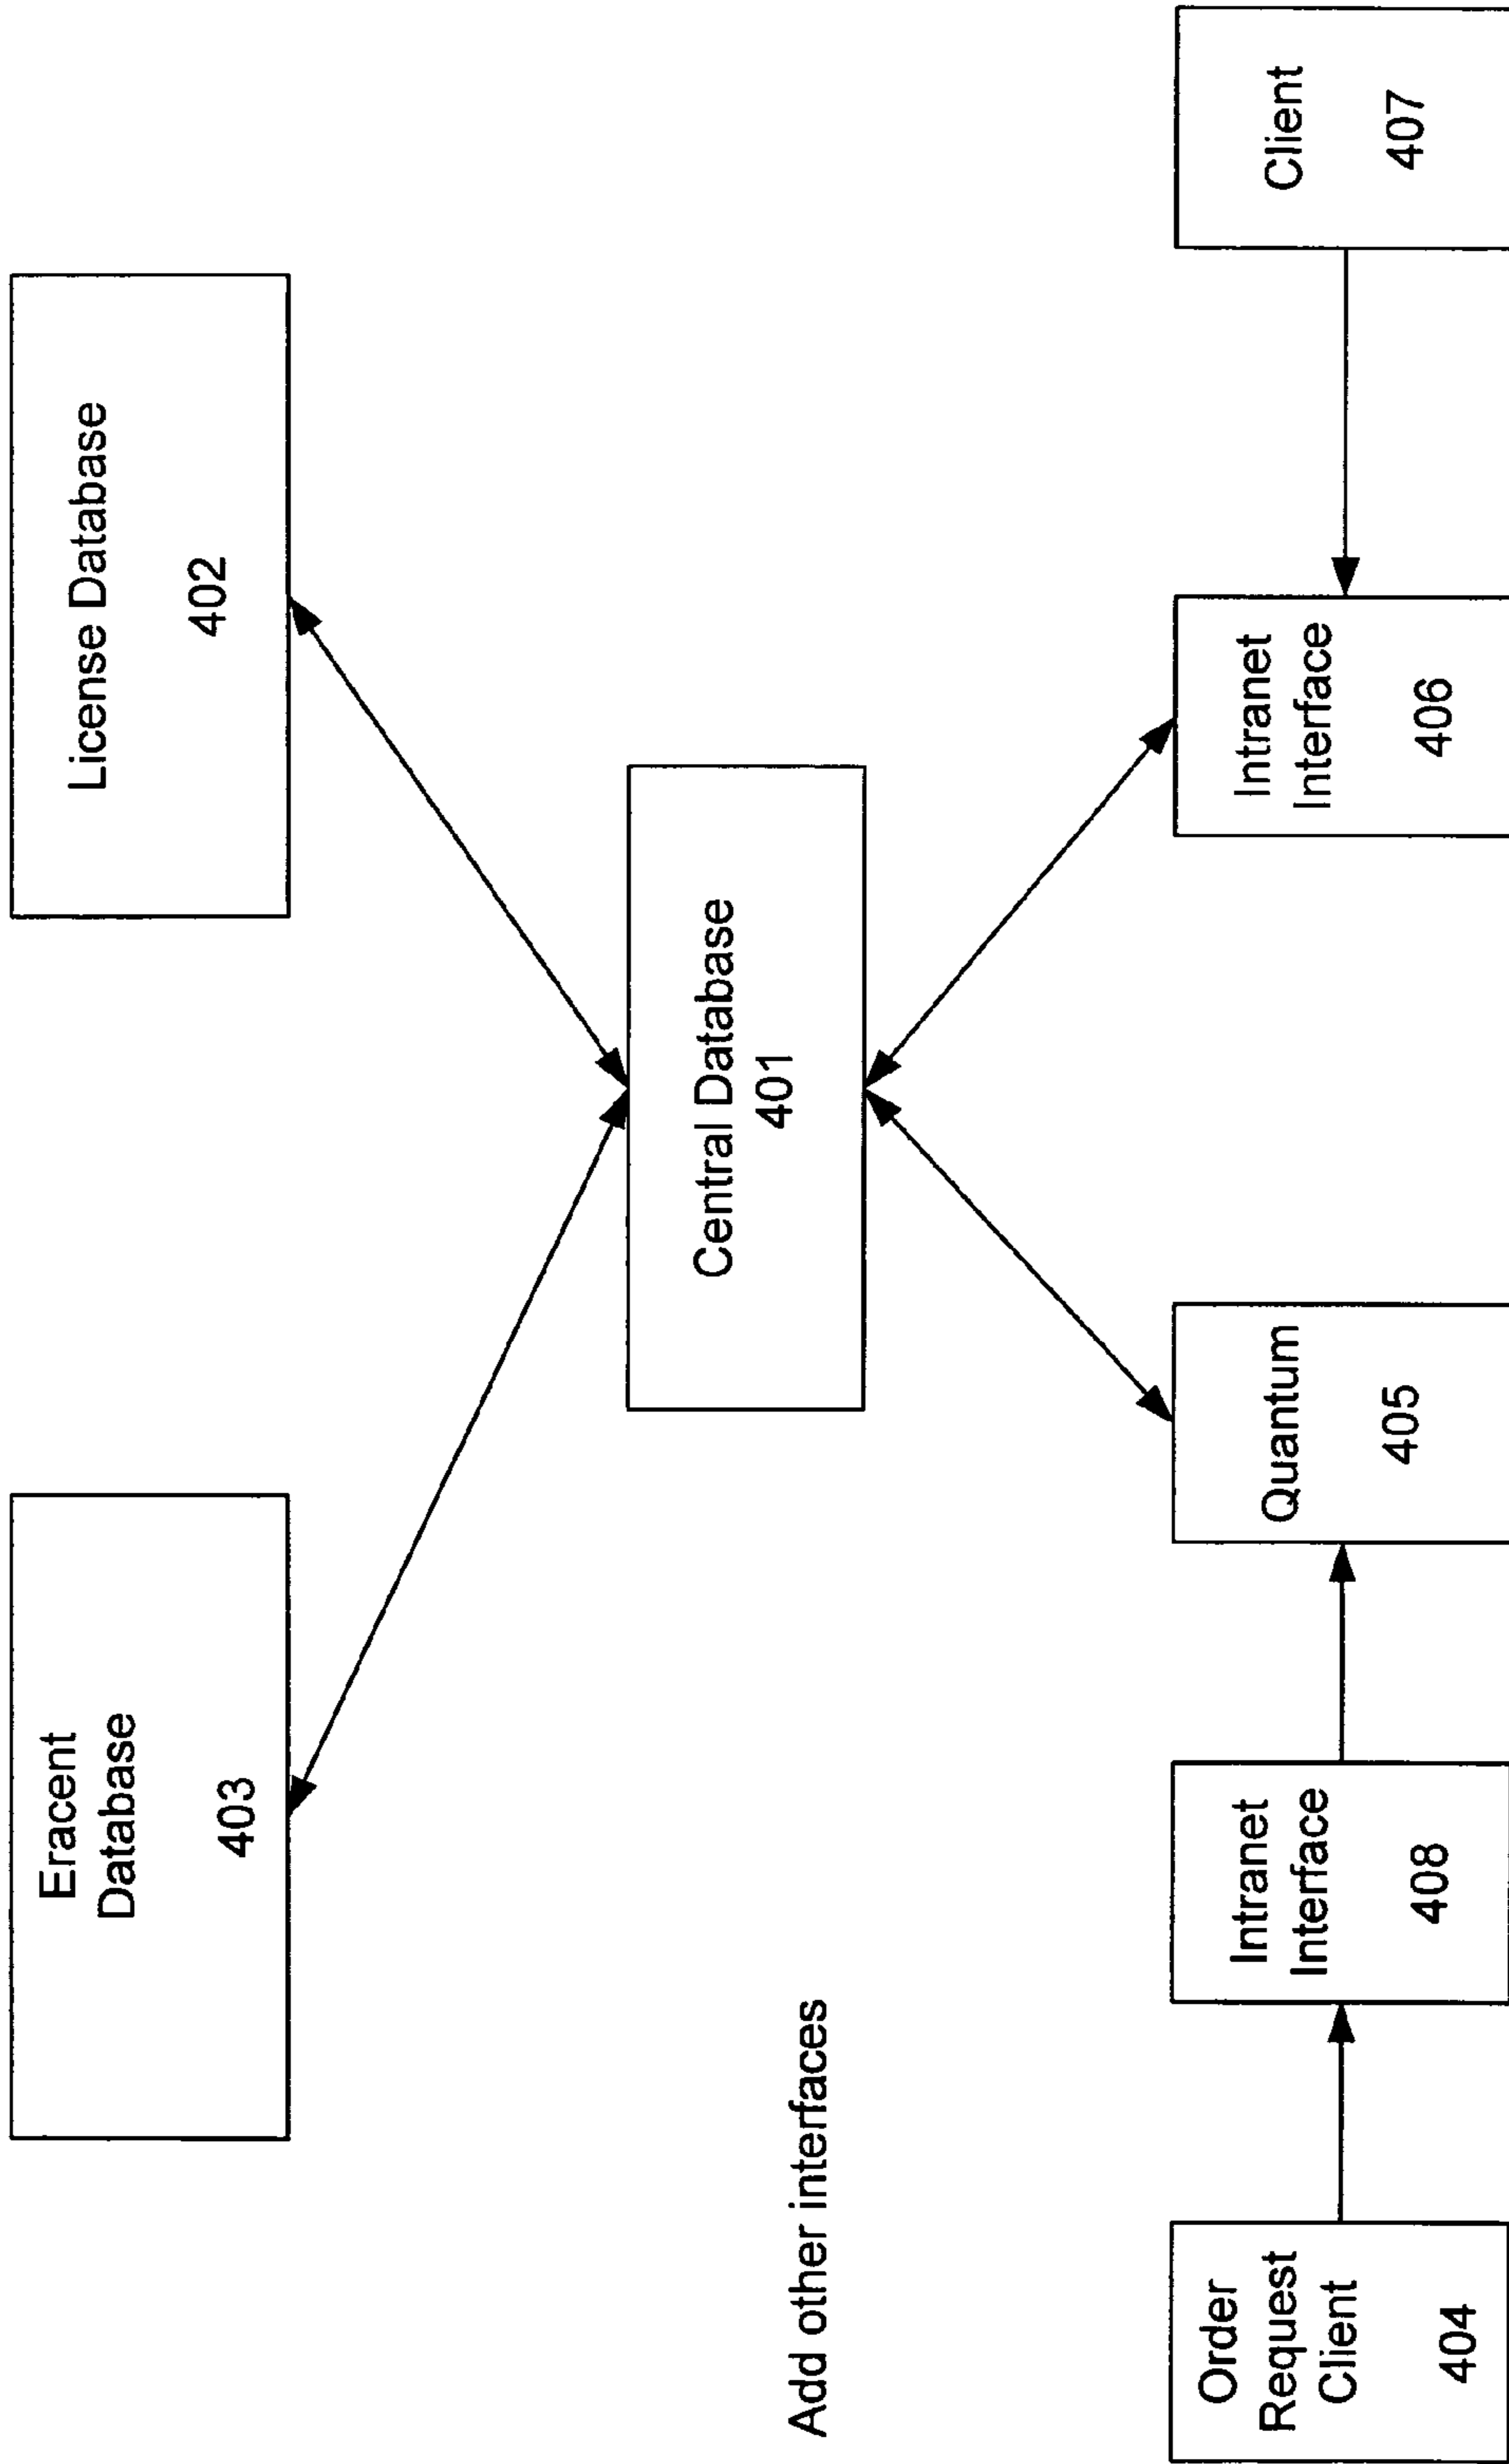 Eracent
Database
403
License Database
402
Central Database
401
Add other interfaces
Order
Request
Client
404
Intranet
Interface
408
Quantum
405
Intranet
Interface
406
Client
407